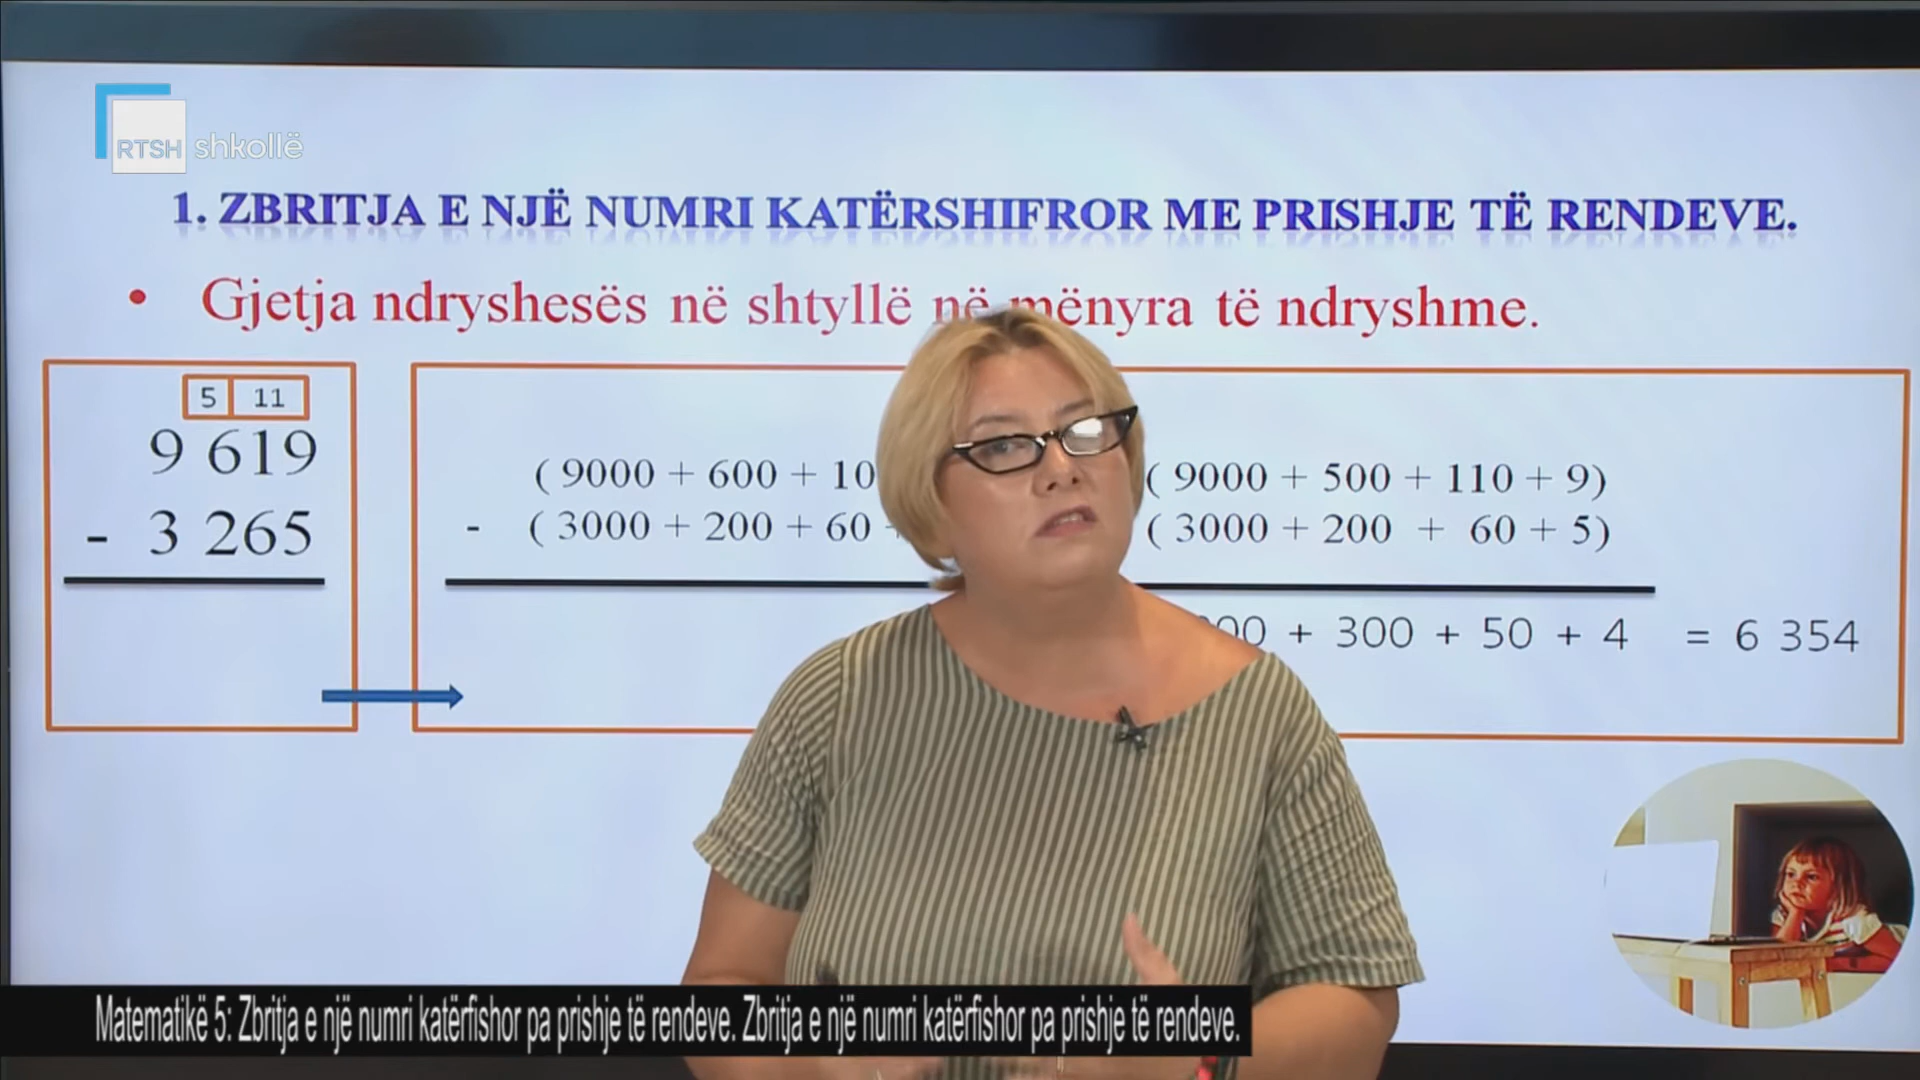 RTSH shkollë
1. ZBRITJA E NJË NUMRI KATËRSHIFROR ME PRISHJE TË RENDEVE.
• Gjetja ndryshesës në shtyllë në mënyra të ndryshme.
5 11
9 619
- 3 265
( 9000 + 600 + 10
- ( 3000 + 200 + 60
( 9000 + 500 + 110 + 9)
( 3000 + 200 + 60 + 5)
+ 300 + 50 + 4 = 6 354
Matematikë 5: Zbritja e një numri katërfishor pa prishje të rendeve. Zbritja e një numri katërfishor pa prishje të rendeve.